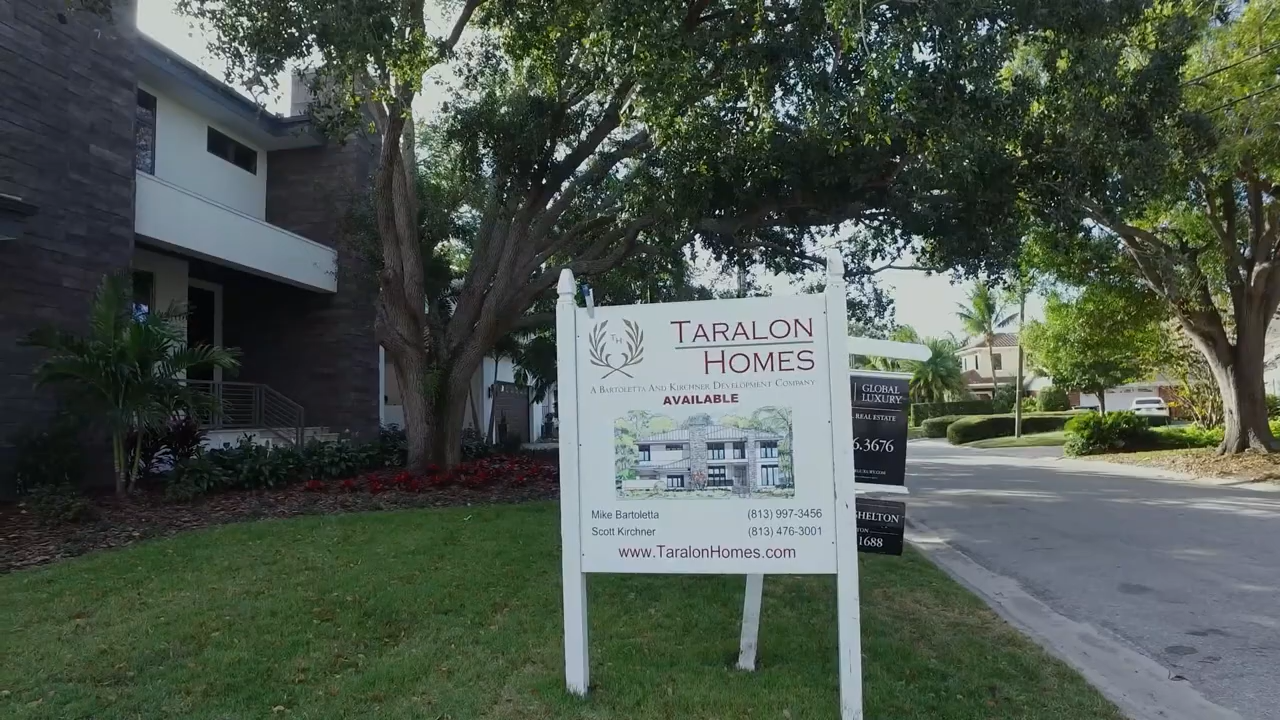 TH
TARALON
HOMES
A BARTOLETTA AND KIRCHNER DEVELOPMENT COMPANY
AVAILABLE
Mike Bartoletta (813) 997-3456
Scott Kirchner (813) 476-3001
www.TaralonHomes.com
GLOBAL
LUXURY
REAL ESTATE
6.3676
SHELTON
1688